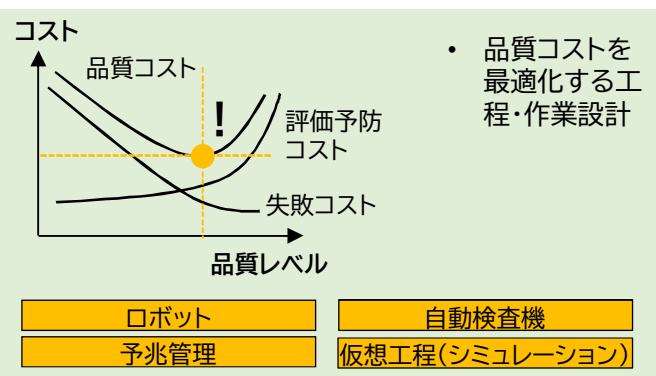 コスト
品質コスト
!
評価予防
コスト
失敗コスト
品質レベル
• 品質コストを
最適化する工
程・作業設計
ロボット
自動検査機
予兆管理
仮想工程(シミュレーション)